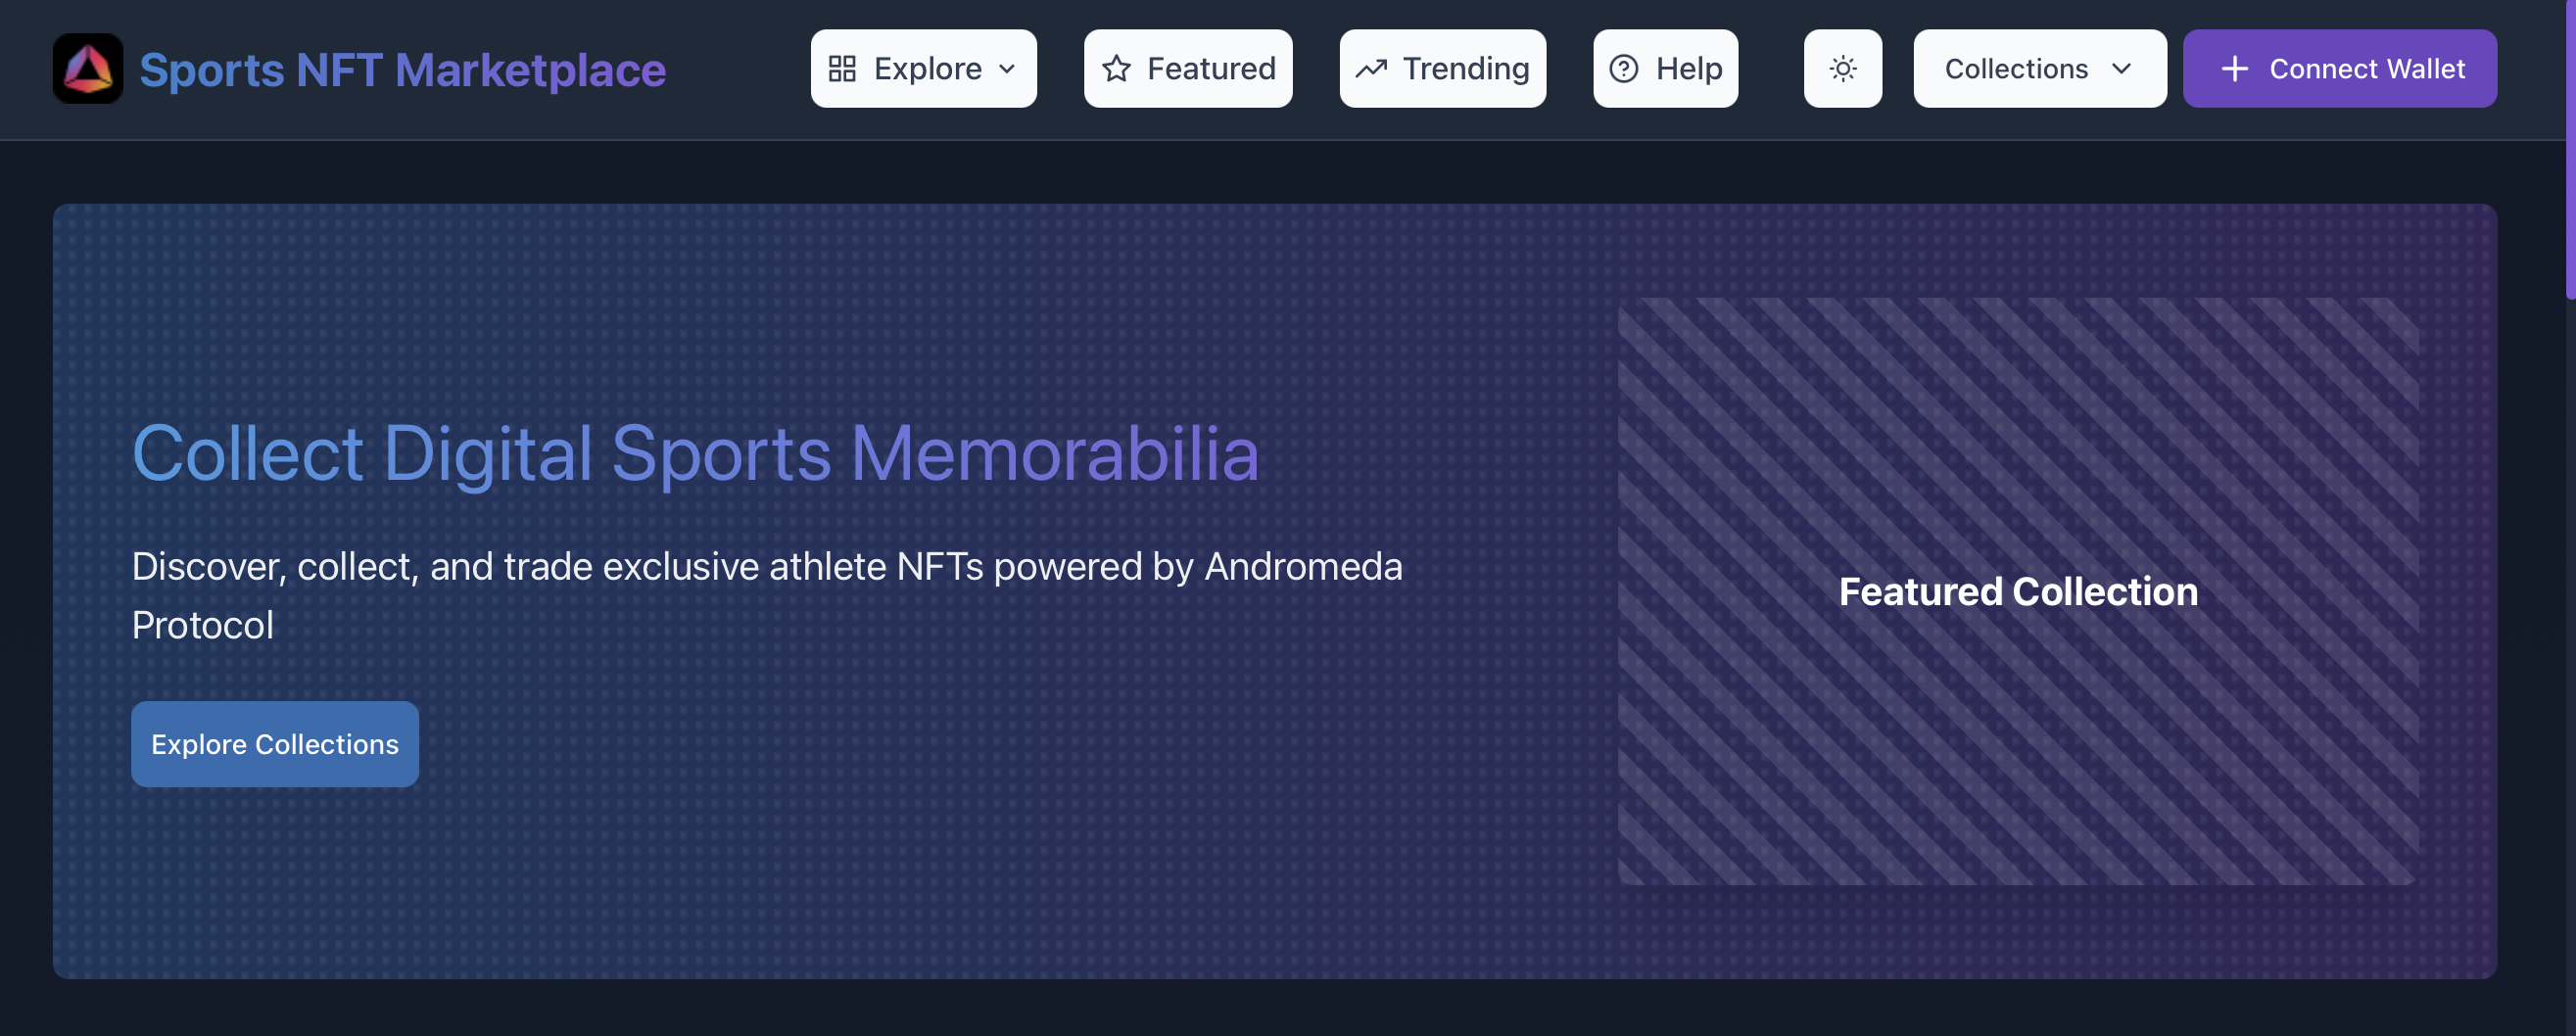 Sports NFT Marketplace
Explore
Featured
Trending
Help
Collections
Connect Wallet
Collect Digital Sports Memorabilia
Discover, collect, and trade exclusive athlete NFTs powered by Andromeda
Protocol
Explore Collections
Featured Collection